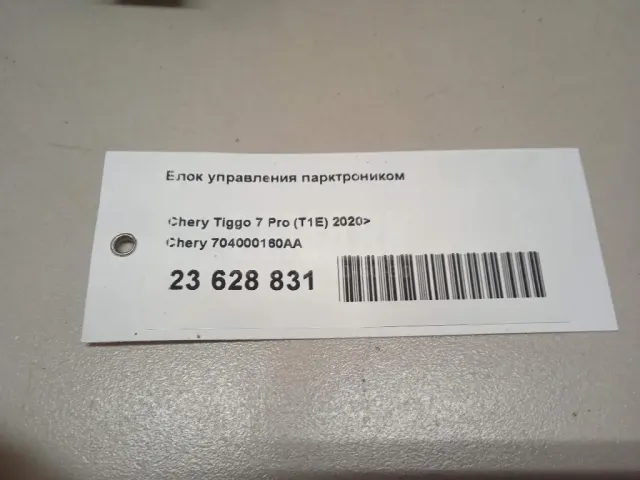 Блок управления парктроником
Chery Tiggo 7 Pro (T1E) 2020>
Chery 704000160AA
23 628 831